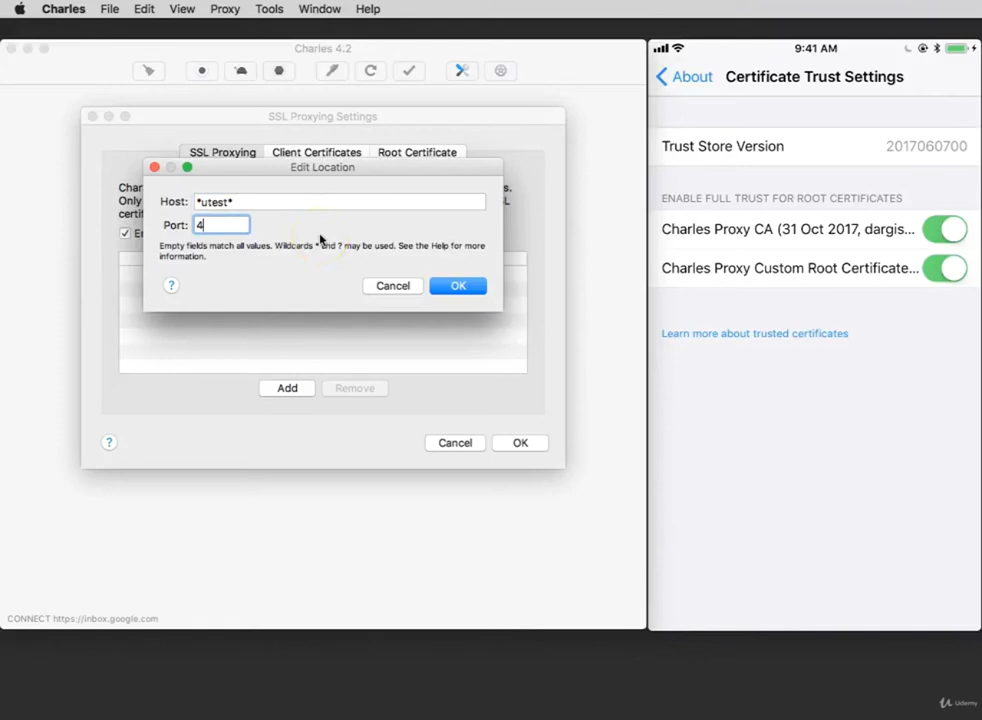 Charles File Edit View Proxy Tools Window Help
Charles 4.2
SSL Proxying Settings
SSL Proxying Client Certificates Root Certificate
Edit Location
Host: *utest*
Port: 4
Empty fields match all values. Wildcards * and ? may be used. See the Help for more
information.
? Cancel OK
Add Remove
? Cancel OK
CONNECT https://inbox.google.com
9:41 AM
About Certificate Trust Settings
Trust Store Version 2017060700
ENABLE FULL TRUST FOR ROOT CERTIFICATES
Charles Proxy CA (31 Oct 2017, dargis...
Charles Proxy Custom Root Certificate...
Learn more about trusted certificates
Udemy